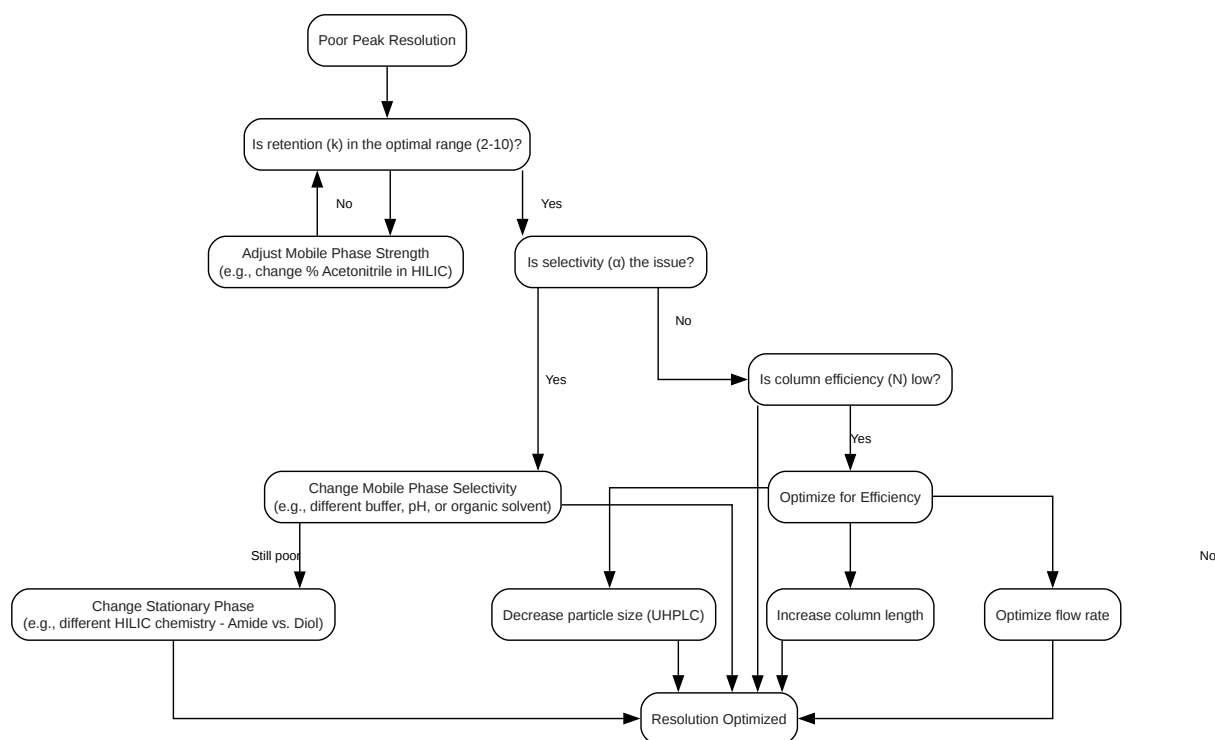 Poor Peak Resolution
Is retention (k) in the optimal range (2-10)?
No
Yes
Adjust Mobile Phase Strength
(e.g., change % Acetonitrile in HILIC)
Is selectivity (α) the issue?
No
Yes
Is column efficiency (N) low?
Yes
Change Mobile Phase Selectivity
(e.g., different buffer, pH, or organic solvent)
Optimize for Efficiency
Still poor
No
Change Stationary Phase
(e.g., different HILIC chemistry - Amide vs. Diol)
Decrease particle size (UHPLC)
Increase column length
Optimize flow rate
Resolution Optimized